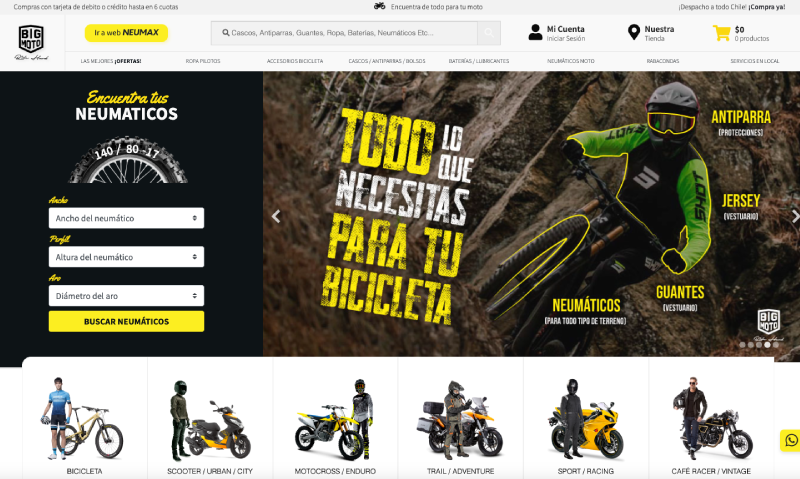 Compras con tarjeta de debito o crédito hasta en 6 cuotas
Encuentra de todo para tu moto
¡Despacho a todo Chile! ¡Compra ya!
BIG
MOTO
Ride Hard
Ir a web NEUMAX
Cascos, Antiparras, Guantes, Ropa, Baterías, Neumáticos Etc...
Mi Cuenta
Iniciar Sesión
Nuestra
Tienda
$0
0 productos
LAS MEJORES ¡OFERTAS!
ROPA PILOTOS
ACCESORIOS BICICLETA
CASCOS / ANTIPARRAS / BOLSOS
BATERÍAS / LUBRICANTES
NEUMÁTICOS MOTO
RABACONDAS
SERVICIOS EN LOCAL
Encuentra tus
NEUMATICOS
140 / 80 -17
Ancho
Ancho del neumático
Perfil
Altura del neumático
Aro
Diámetro del aro
BUSCAR NEUMÁTICOS
TODO LO QUE
NECESITAS
PARA TU
BICICLETA
ANTIPARRA
(PROTECCIONES)
SHOT
JERSEY
(VESTUARIO)
GUANTES
(VESTUARIO)
NEUMÁTICOS
(PARA TODO TIPO DE TERRENO)
BIG
MOTO
Ride Hard
BICICLETA
SCOOTER / URBAN / CITY
MOTOCROSS / ENDURO
TRAIL / ADVENTURE
SPORT / RACING
CAFÉ RACER / VINTAGE